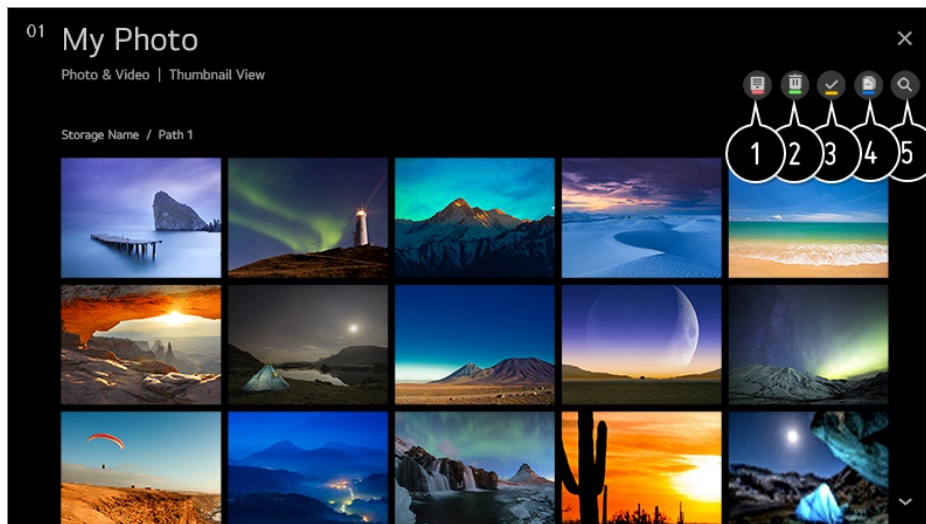 01
My Photo
Photo & Video | Thumbnail View
Storage Name / Path 1
1 2 3 4 5